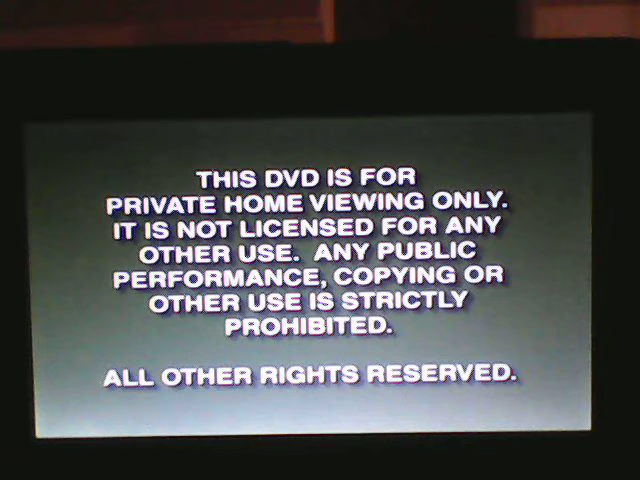 THIS DVD IS FOR
PRIVATE HOME VIEWING ONLY.
IT IS NOT LICENSED FOR ANY
OTHER USE. ANY PUBLIC
PERFORMANCE, COPYING OR
OTHER USE IS STRICTLY
PROHIBITED.
ALL OTHER RIGHTS RESERVED.